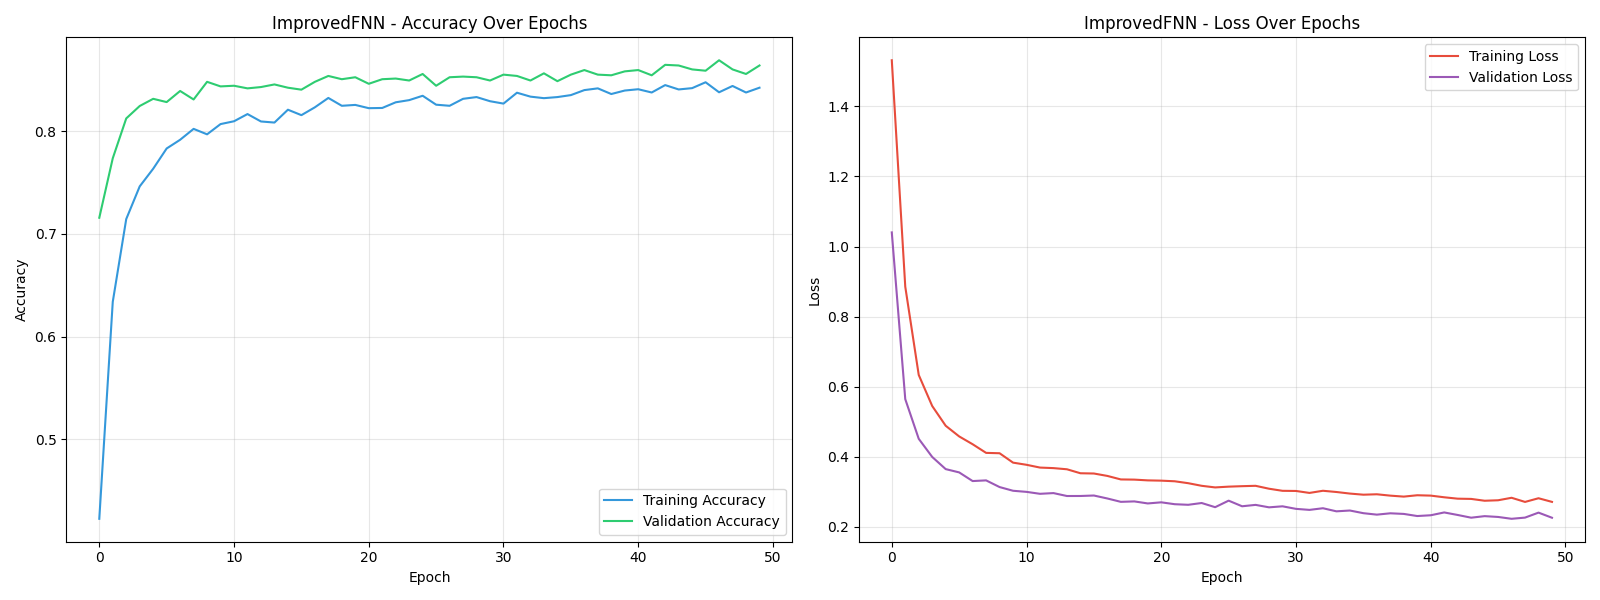 ImprovedFNN - Accuracy Over Epochs
Accuracy
0.8
0.7
0.6
0.5
0 10 20 30 40 50
Epoch
Training Accuracy
Validation Accuracy
ImprovedFNN - Loss Over Epochs
Loss
1.4
1.2
1.0
0.8
0.6
0.4
0.2
0 10 20 30 40 50
Epoch
Training Loss
Validation Loss